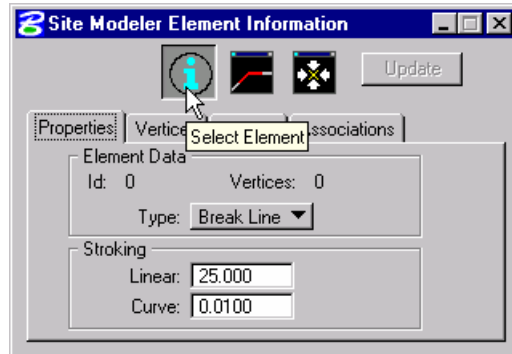 Site Modeler Element Information
Update
Properties Vertice Associations
Select Element
Element Data
Id: 0 Vertices: 0
Type: Break Line
Stroking
Linear: 25.000
Curve: 0.0100